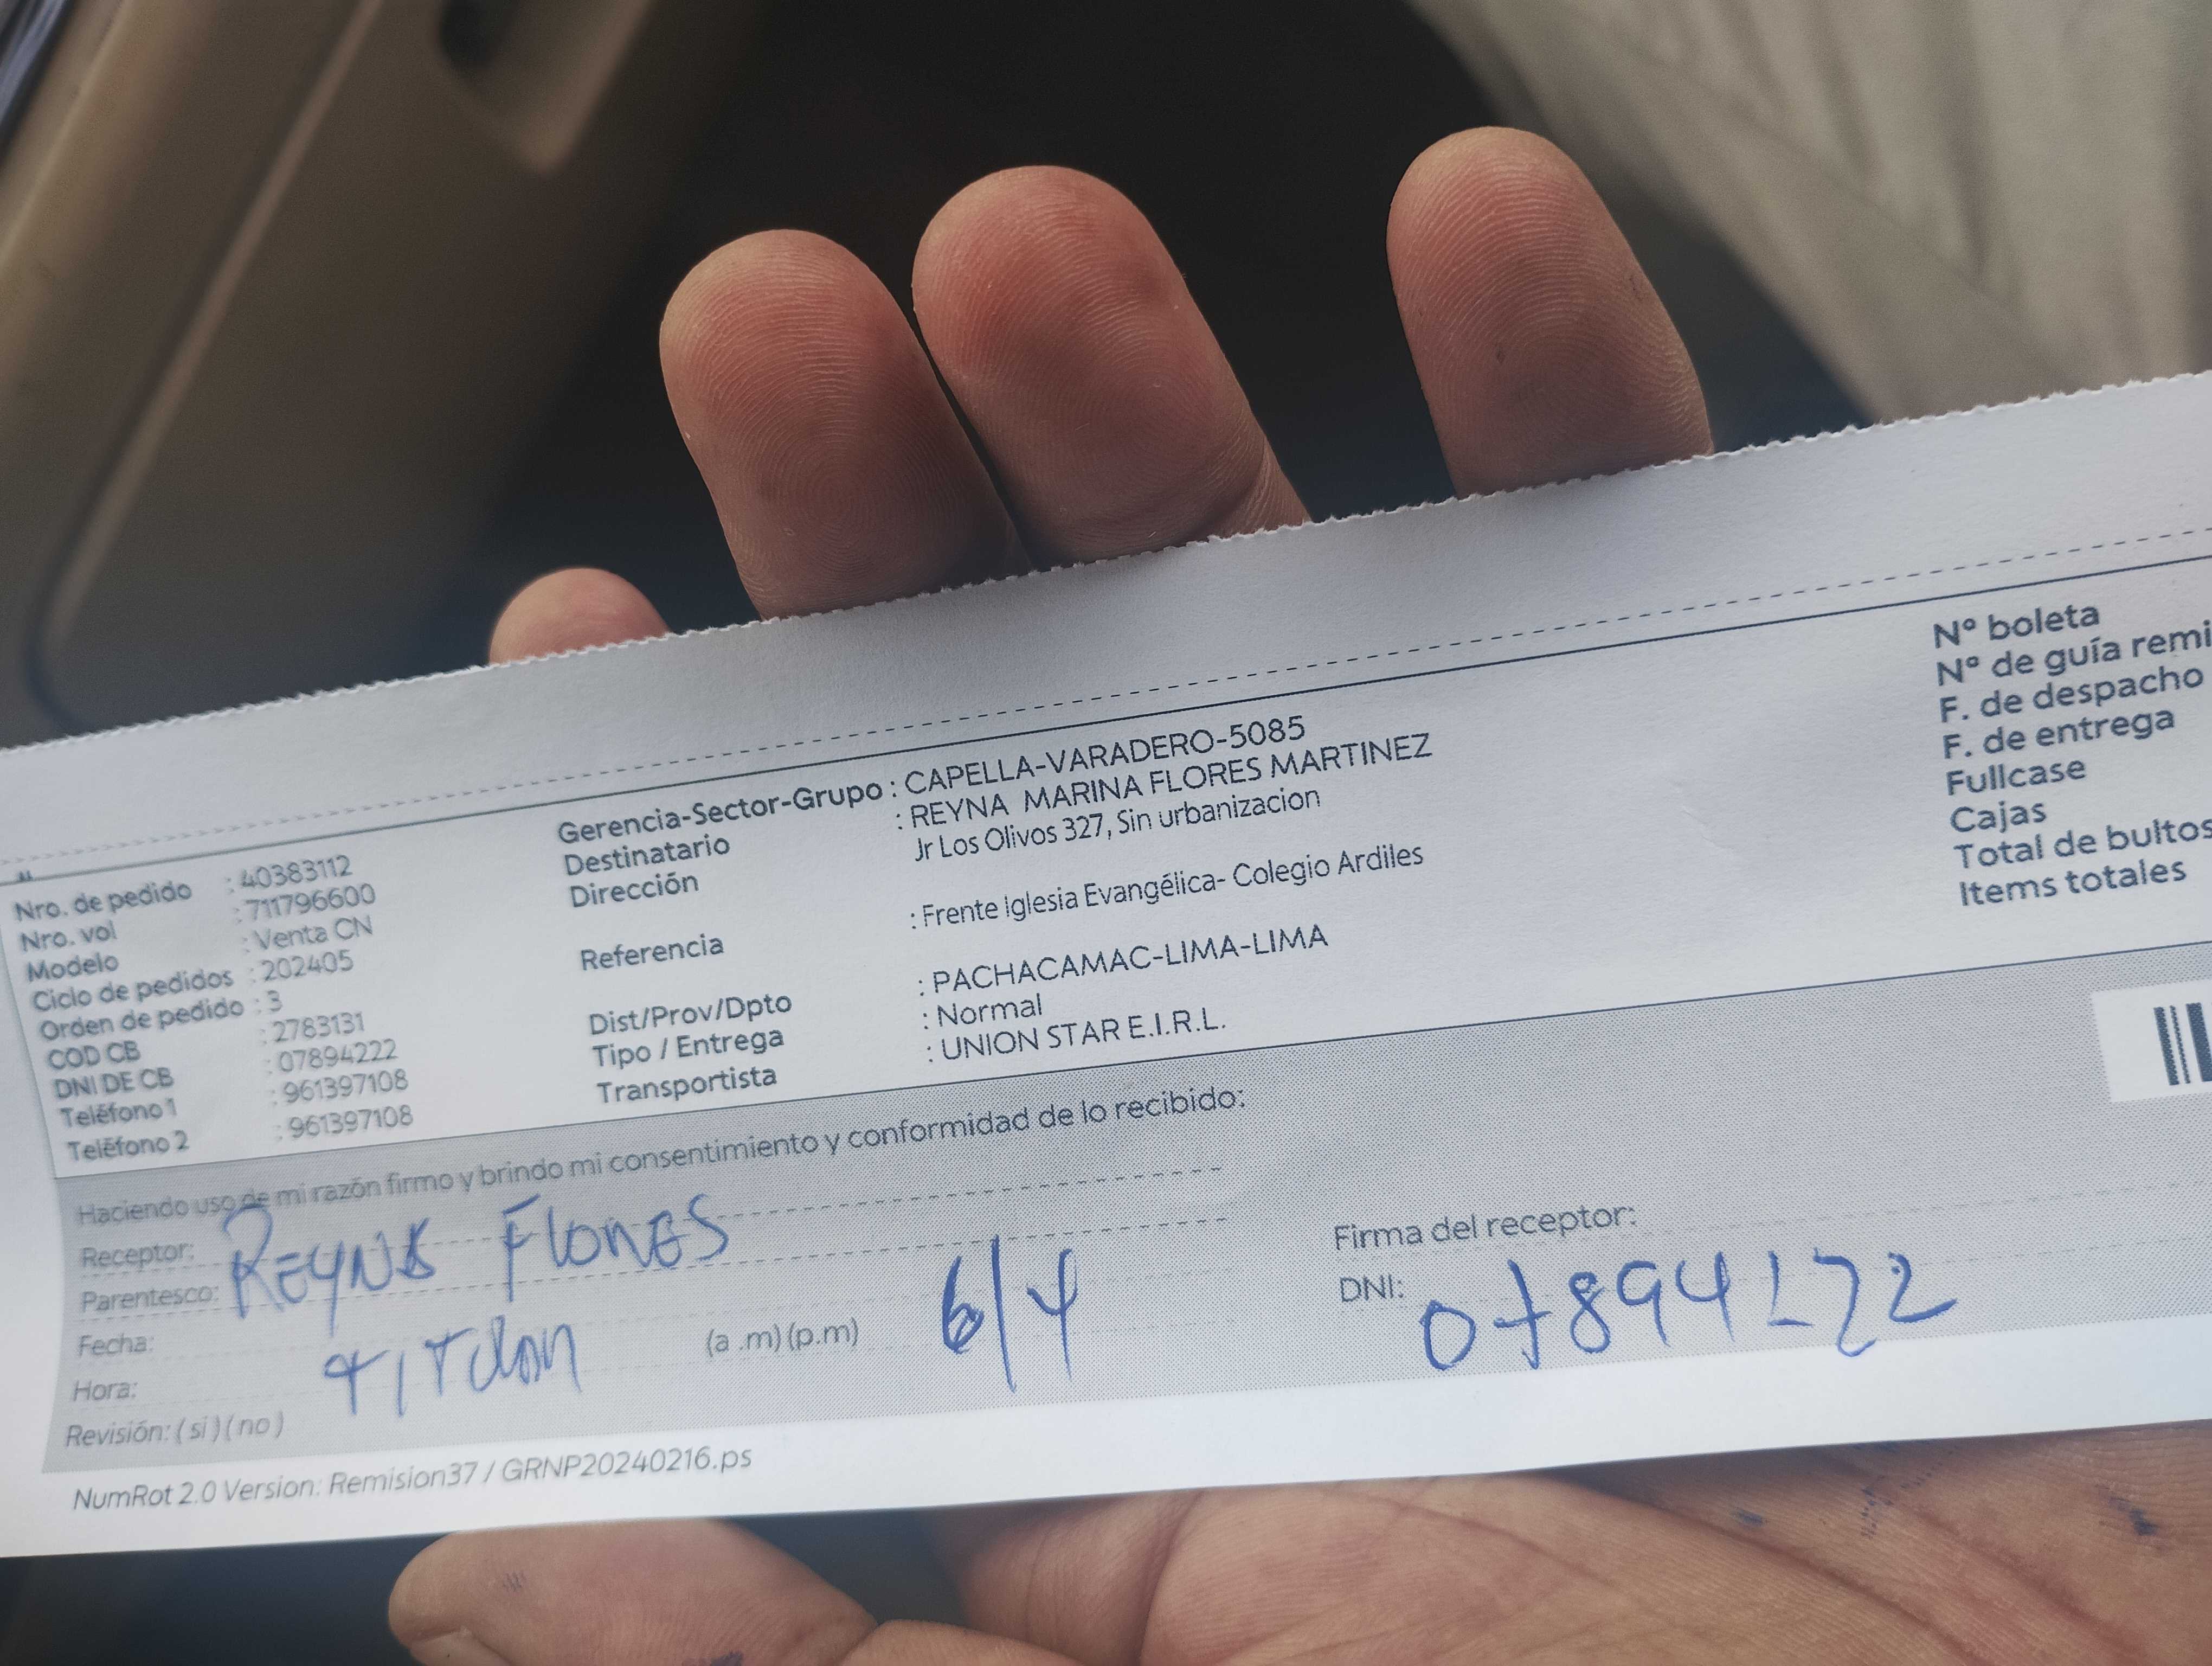 Nro. de pedido : 40383112
Nro. vol : 711796600
Modelo : Venta CN
Ciclo de pedidos : 202405
Orden de pedido : 3
COD CB : 2783131
DNI DE CB : 07894222
Teléfono 1 : 961397108
Teléfono 2 : 961397108
Gerencia-Sector-Grupo : CAPELLA-VARADERO-5085
Destinatario : REYNA MARINA FLORES MARTINEZ
Dirección Jr Los Olivos 327, Sin urbanizacion
Referencia : Frente Iglesia Evangélica- Colegio Ardiles
Dist/Prov/Dpto : PACHACAMAC-LIMA-LIMA
Tipo / Entrega : Normal
Transportista : UNION STAR E.I.R.L.
Nº boleta
Nº de guía remi
F. de despacho
F. de entrega
Fullcase
Cajas
Total de bultos
Items totales
Haciendo uso de mi razón firmo y brindo mi consentimiento y conformidad de lo recibido:
Receptor: REYNA FLORES
Parentesco:
Fecha: 6/4
Hora: (a .m) (p.m)
TITULAR
Revisión: ( si ) ( no )
Firma del receptor:
DNI: 07894222
NumRot 2.0 Version: Remision37 / GRNP20240216.ps